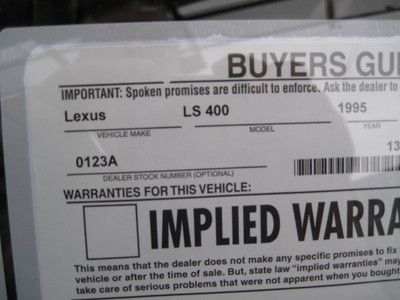 BUYERS GUI
IMPORTANT: Spoken promises are difficult to enforce. Ask the dealer to
Lexus LS 400 1995
VEHICLE MAKE MODEL YEAR
13
0123A
DEALER STOCK NUMBER (OPTIONAL)
WARRANTIES FOR THIS VEHICLE:
IMPLIED WARRA
This means that the dealer does not make any specific promises to fix
vehicle or after the time of sale. But, state law "implied warranties" may
take care of serious problems that were not apparent when you bought